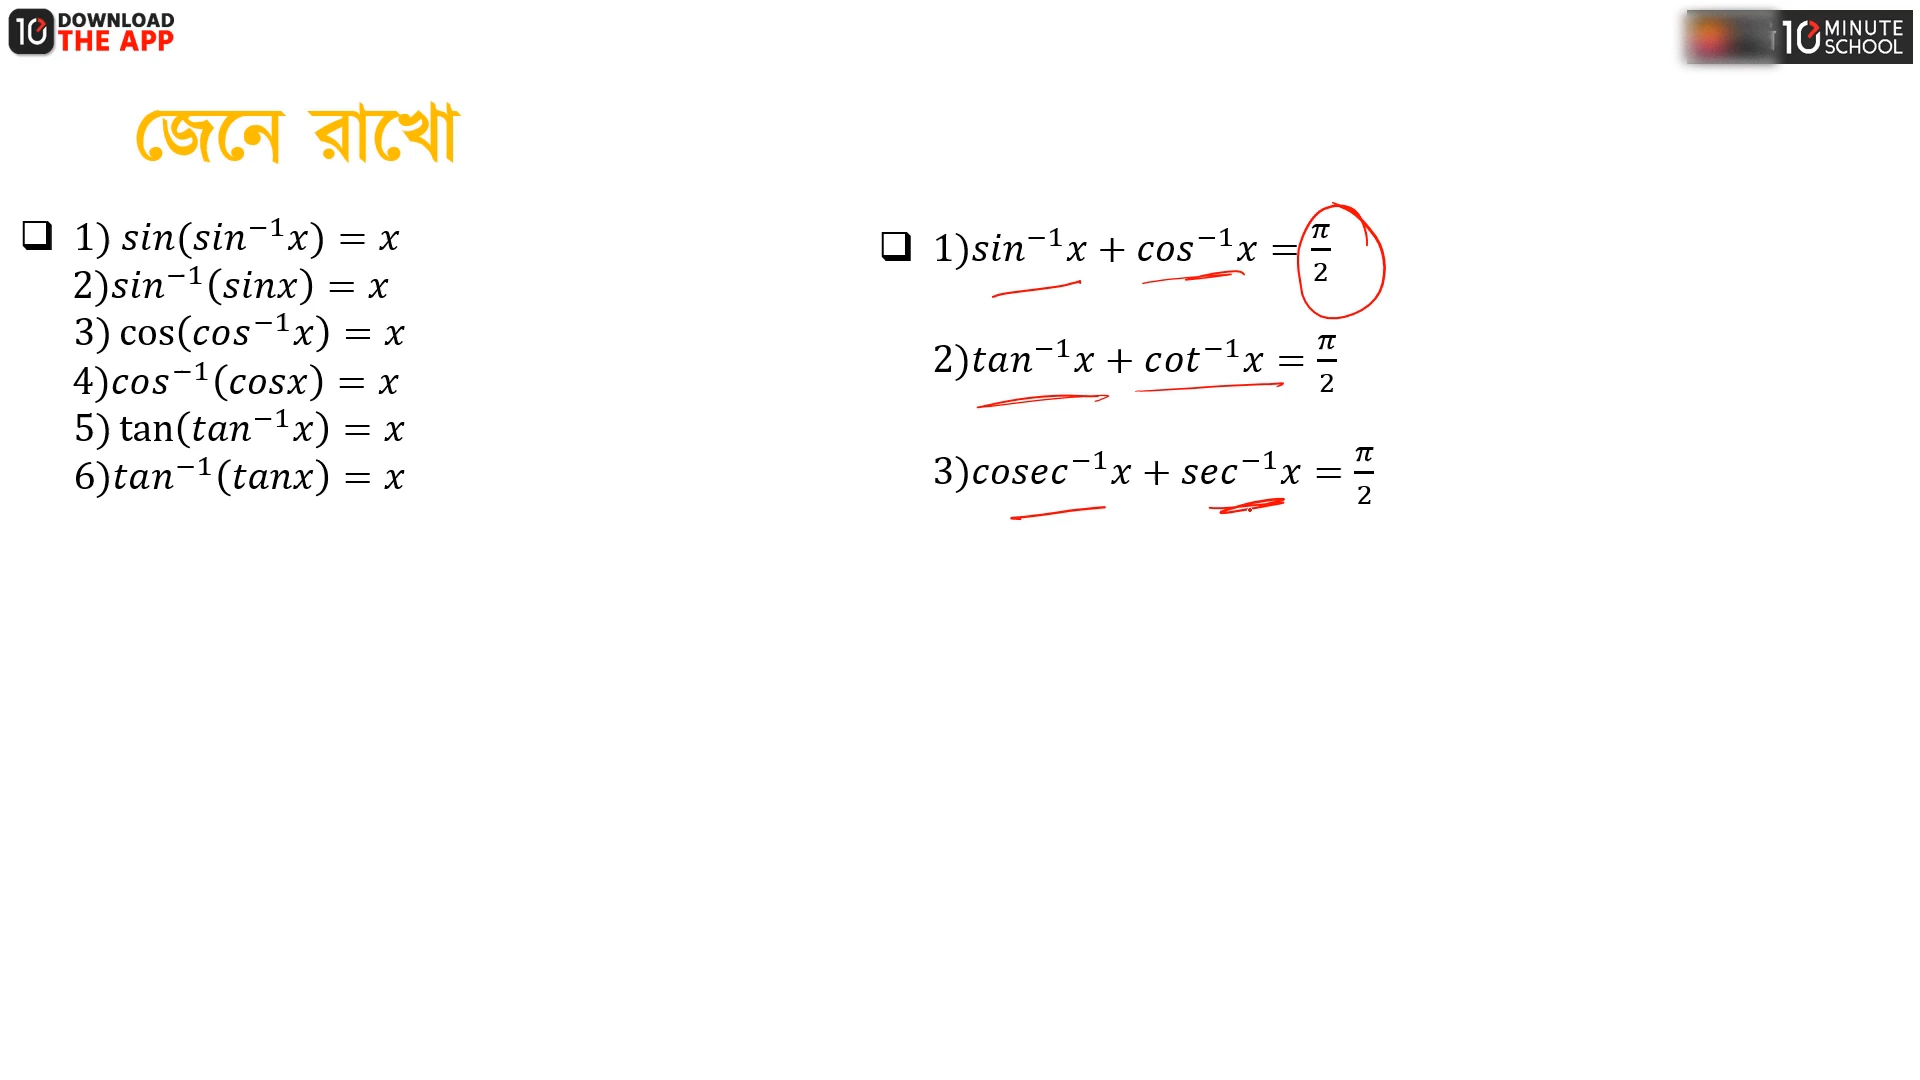 10 DOWNLOAD
THE APP
10 MINUTE
SCHOOL
জেনে রাখো
❑ 1) sin(sin⁻¹x) = x
2)sin⁻¹(sinx) = x
3) cos(cos⁻¹x) = x
4)cos⁻¹(cosx) = x
5) tan(tan⁻¹x) = x
6)tan⁻¹(tanx) = x
❑ 1)sin⁻¹x + cos⁻¹x = π/2
2)tan⁻¹x + cot⁻¹x = π/2
3)cosec⁻¹x + sec⁻¹x = π/2